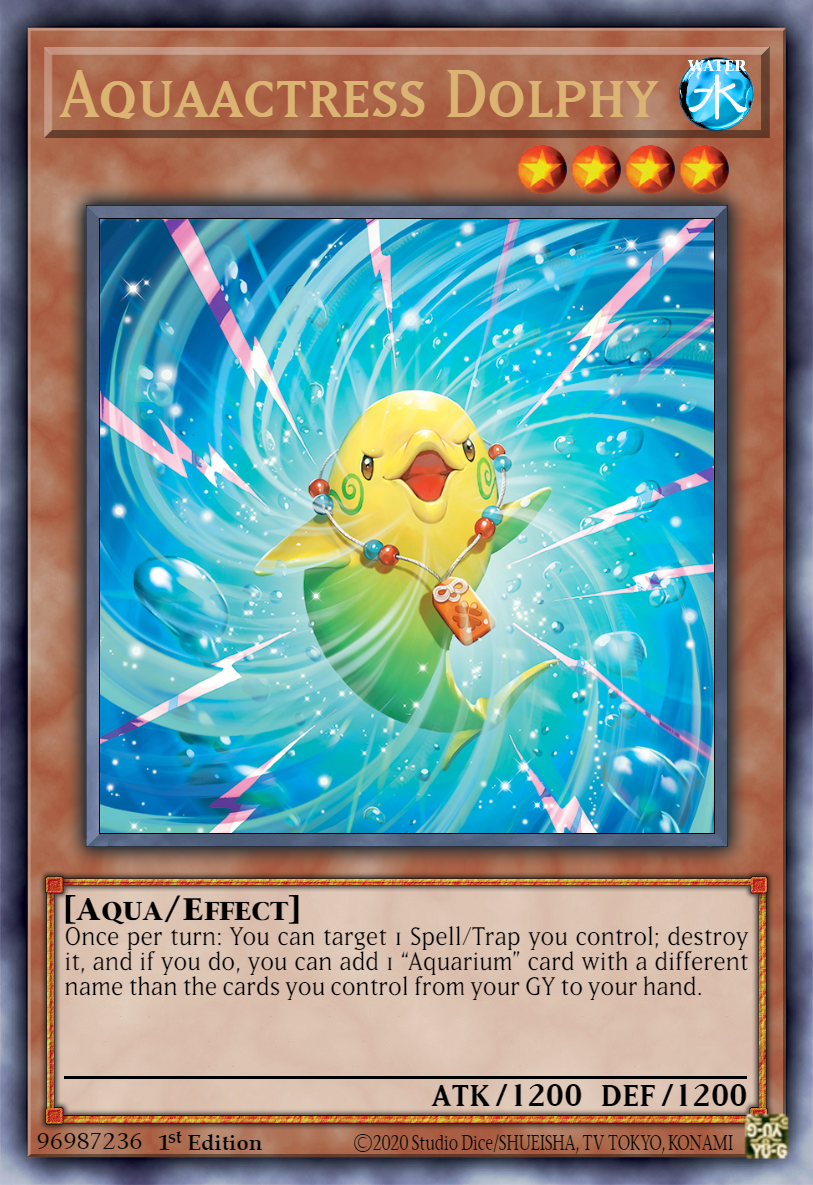 Aquaactress Dolphy
WATER
水
[Aqua/Effect]
Once per turn: You can target 1 Spell/Trap you control; destroy
it, and if you do, you can add 1 “Aquarium” card with a different
name than the cards you control from your GY to your hand.
ATK/1200 DEF/1200
96987236 1st Edition ©2020 Studio Dice/SHUEISHA, TV TOKYO, KONAMI